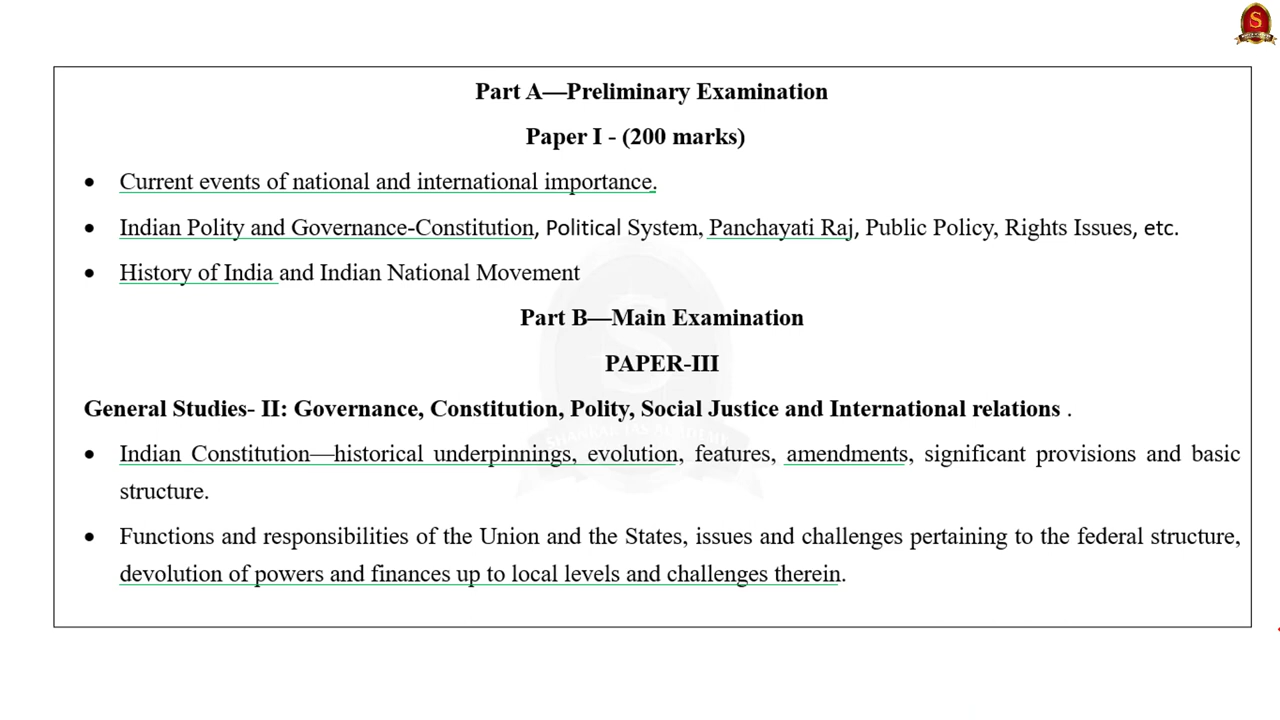 Part A—Preliminary Examination
Paper I - (200 marks)
• Current events of national and international importance.
• Indian Polity and Governance-Constitution, Political System, Panchayati Raj, Public Policy, Rights Issues, etc.
• History of India and Indian National Movement
Part B—Main Examination
PAPER-III
General Studies- II: Governance, Constitution, Polity, Social Justice and International relations .
SHANKAR IAS ACADEMY
• Indian Constitution—historical underpinnings, evolution, features, amendments, significant provisions and basic
structure.
• Functions and responsibilities of the Union and the States, issues and challenges pertaining to the federal structure,
devolution of powers and finances up to local levels and challenges therein.